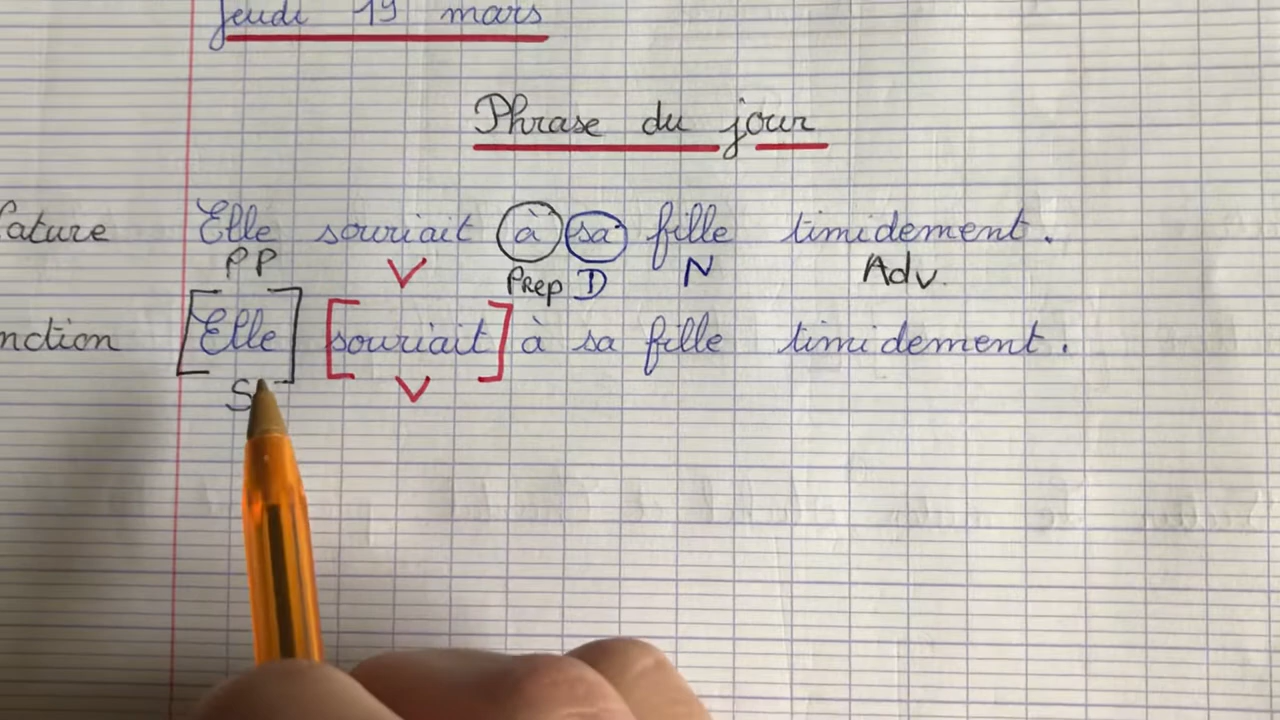 Jeudi 19 mars
Phrase du jour
Nature Elle souriait à sa fille timidement.
PP V Prep D N Adv.
nction [Elle] [souriait] à sa fille timidement.
S V